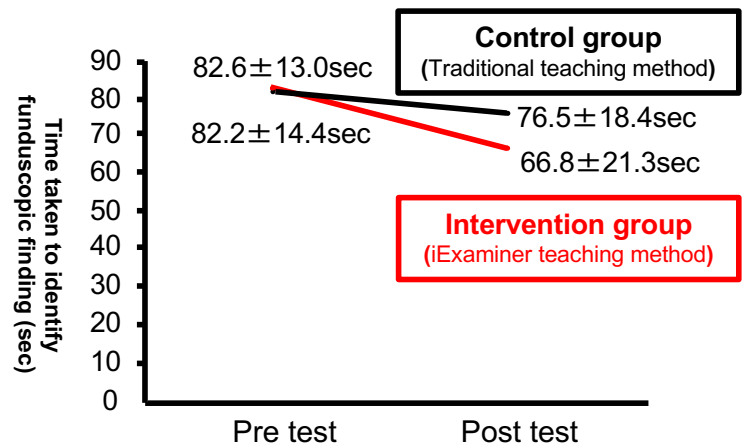 Control group
(Traditional teaching method)
Time taken to identify
funduscopic finding (sec)
90
80
70
60
50
40
30
20
10
0
82.6±13.0sec
82.2±14.4sec
76.5±18.4sec
66.8±21.3sec
Intervention group
(iExaminer teaching method)
Pre test
Post test